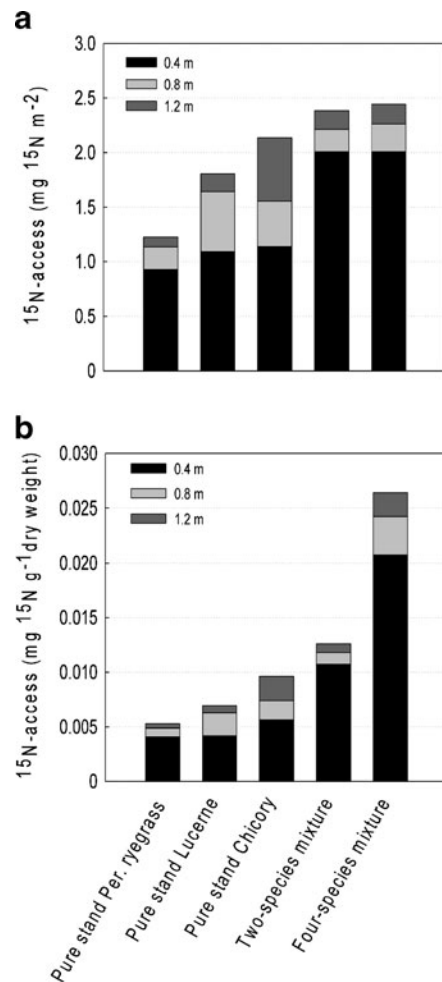 a
3.0
0.4 m
0.8 m
1.2 m
2.5
2.0
1.5
1.0
0.5
0
15N-access (mg 15N m-2)
b
0.030
0.4 m
0.8 m
1.2 m
0.025
0.020
0.015
0.010
0.005
0
15N-access (mg 15N g-1dry weight)
Pure stand Per. ryegrass
Pure stand Lucerne
Pure stand Chicory
Two-species mixture
Four-species mixture